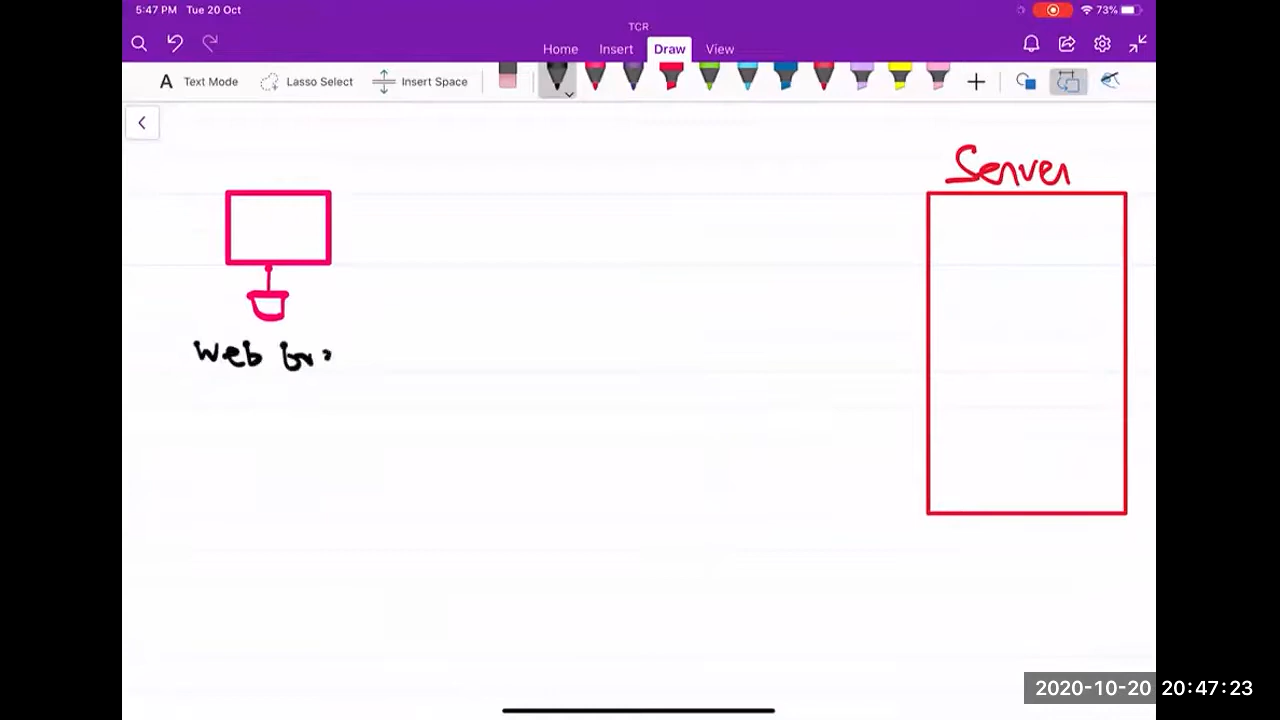 5:47 PM Tue 20 Oct
73%
TCR
Home Insert Draw View
A Text Mode Lasso Select Insert Space
Server
Web br
2020-10-20 20:47:23